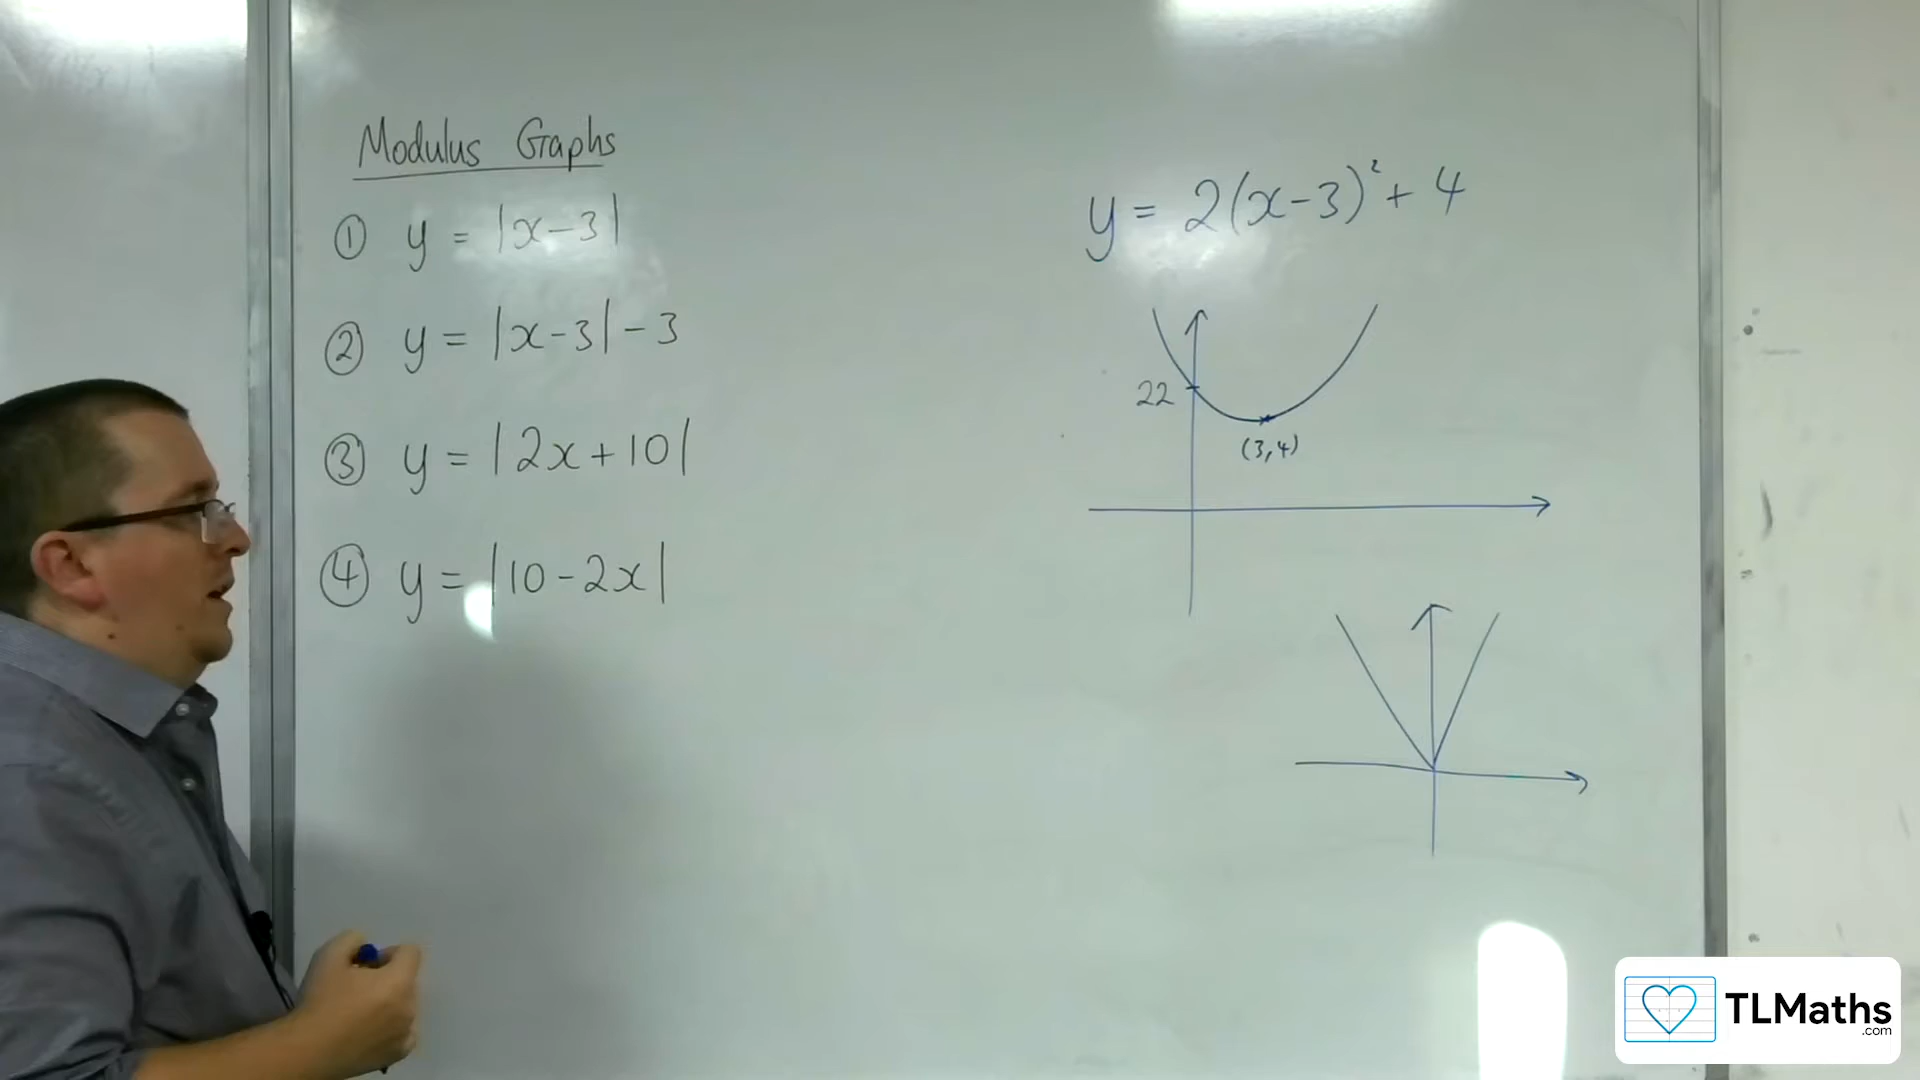 Modulus Graphs
① y = |x-3|
② y = |x-3| - 3
③ y = |2x+10|
④ y = |10-2x|
y = 2(x-3)² + 4
22
(3,4)
TLMaths
.com